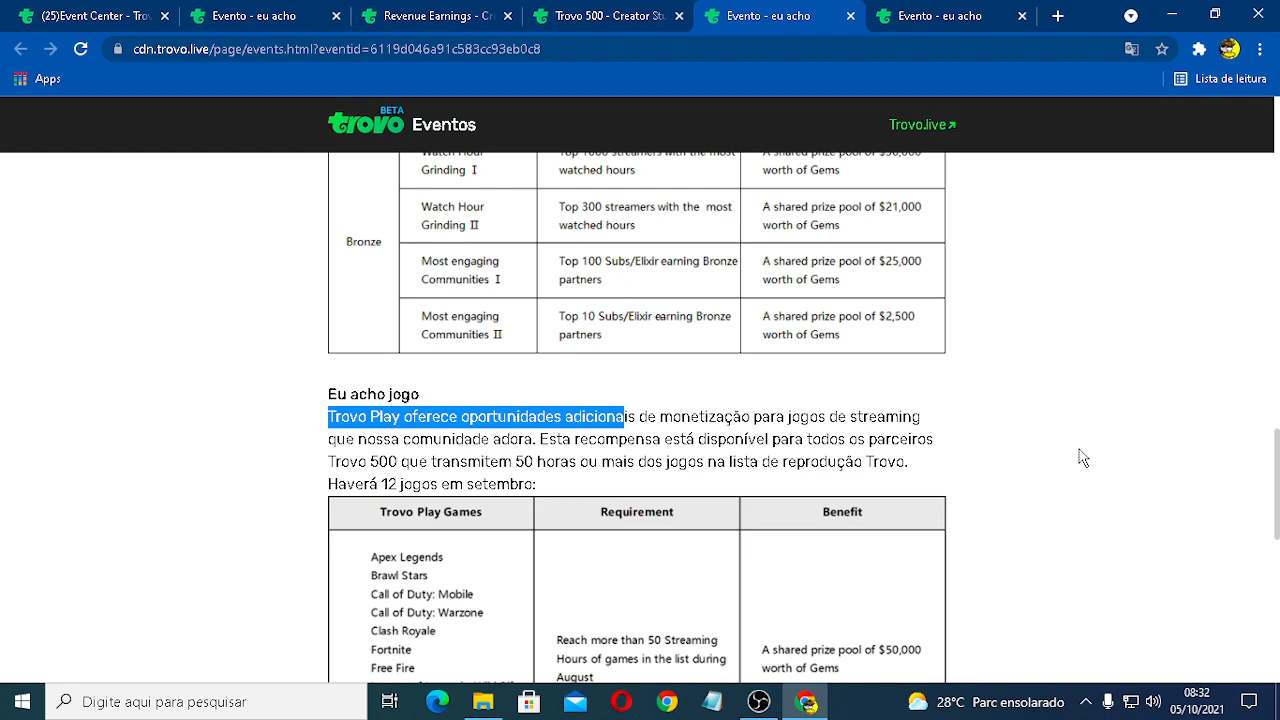 (25) Event Center - Trovo
Evento - eu acho
Revenue Earnings - Cr
Trovo 500 - Creator Stu
Evento - eu acho
Evento - eu acho
cdn.trovo.live/page/events.html?eventid=6119d046a91c583cc93eb0c8
Apps
Lista de leitura
trovo BETA Eventos
Trovo.live
Watch Hour
Grinding I
Top 1000 streamers with the most
watched hours
worth of Gems
Watch Hour
Grinding II
Top 300 streamers with the most
watched hours
A shared prize pool of $21,000
worth of Gems
Bronze
Most engaging
Communities I
Top 100 Subs/Elixir earning Bronze
partners
A shared prize pool of $25,000
worth of Gems
Most engaging
Communities II
Top 10 Subs/Elixir earning Bronze
partners
A shared prize pool of $2,500
worth of Gems
Eu acho jogo
Trovo Play oferece oportunidades adicionais de monetização para jogos de streaming
que nossa comunidade adora. Esta recompensa está disponível para todos os parceiros
Trovo 500 que transmitem 50 horas ou mais dos jogos na lista de reprodução Trovo.
Haverá 12 jogos em setembro:
Trovo Play Games
Requirement
Benefit
Apex Legends
Brawl Stars
Call of Duty: Mobile
Call of Duty: Warzone
Clash Royale
Fortnite
Free Fire
Reach more than 50 Streaming
Hours of games in the list during
August
A shared prize pool of $50,000
worth of Gems
Digite aqui para pesquisar
28°C Parc ensolarado
08:32
05/10/2021